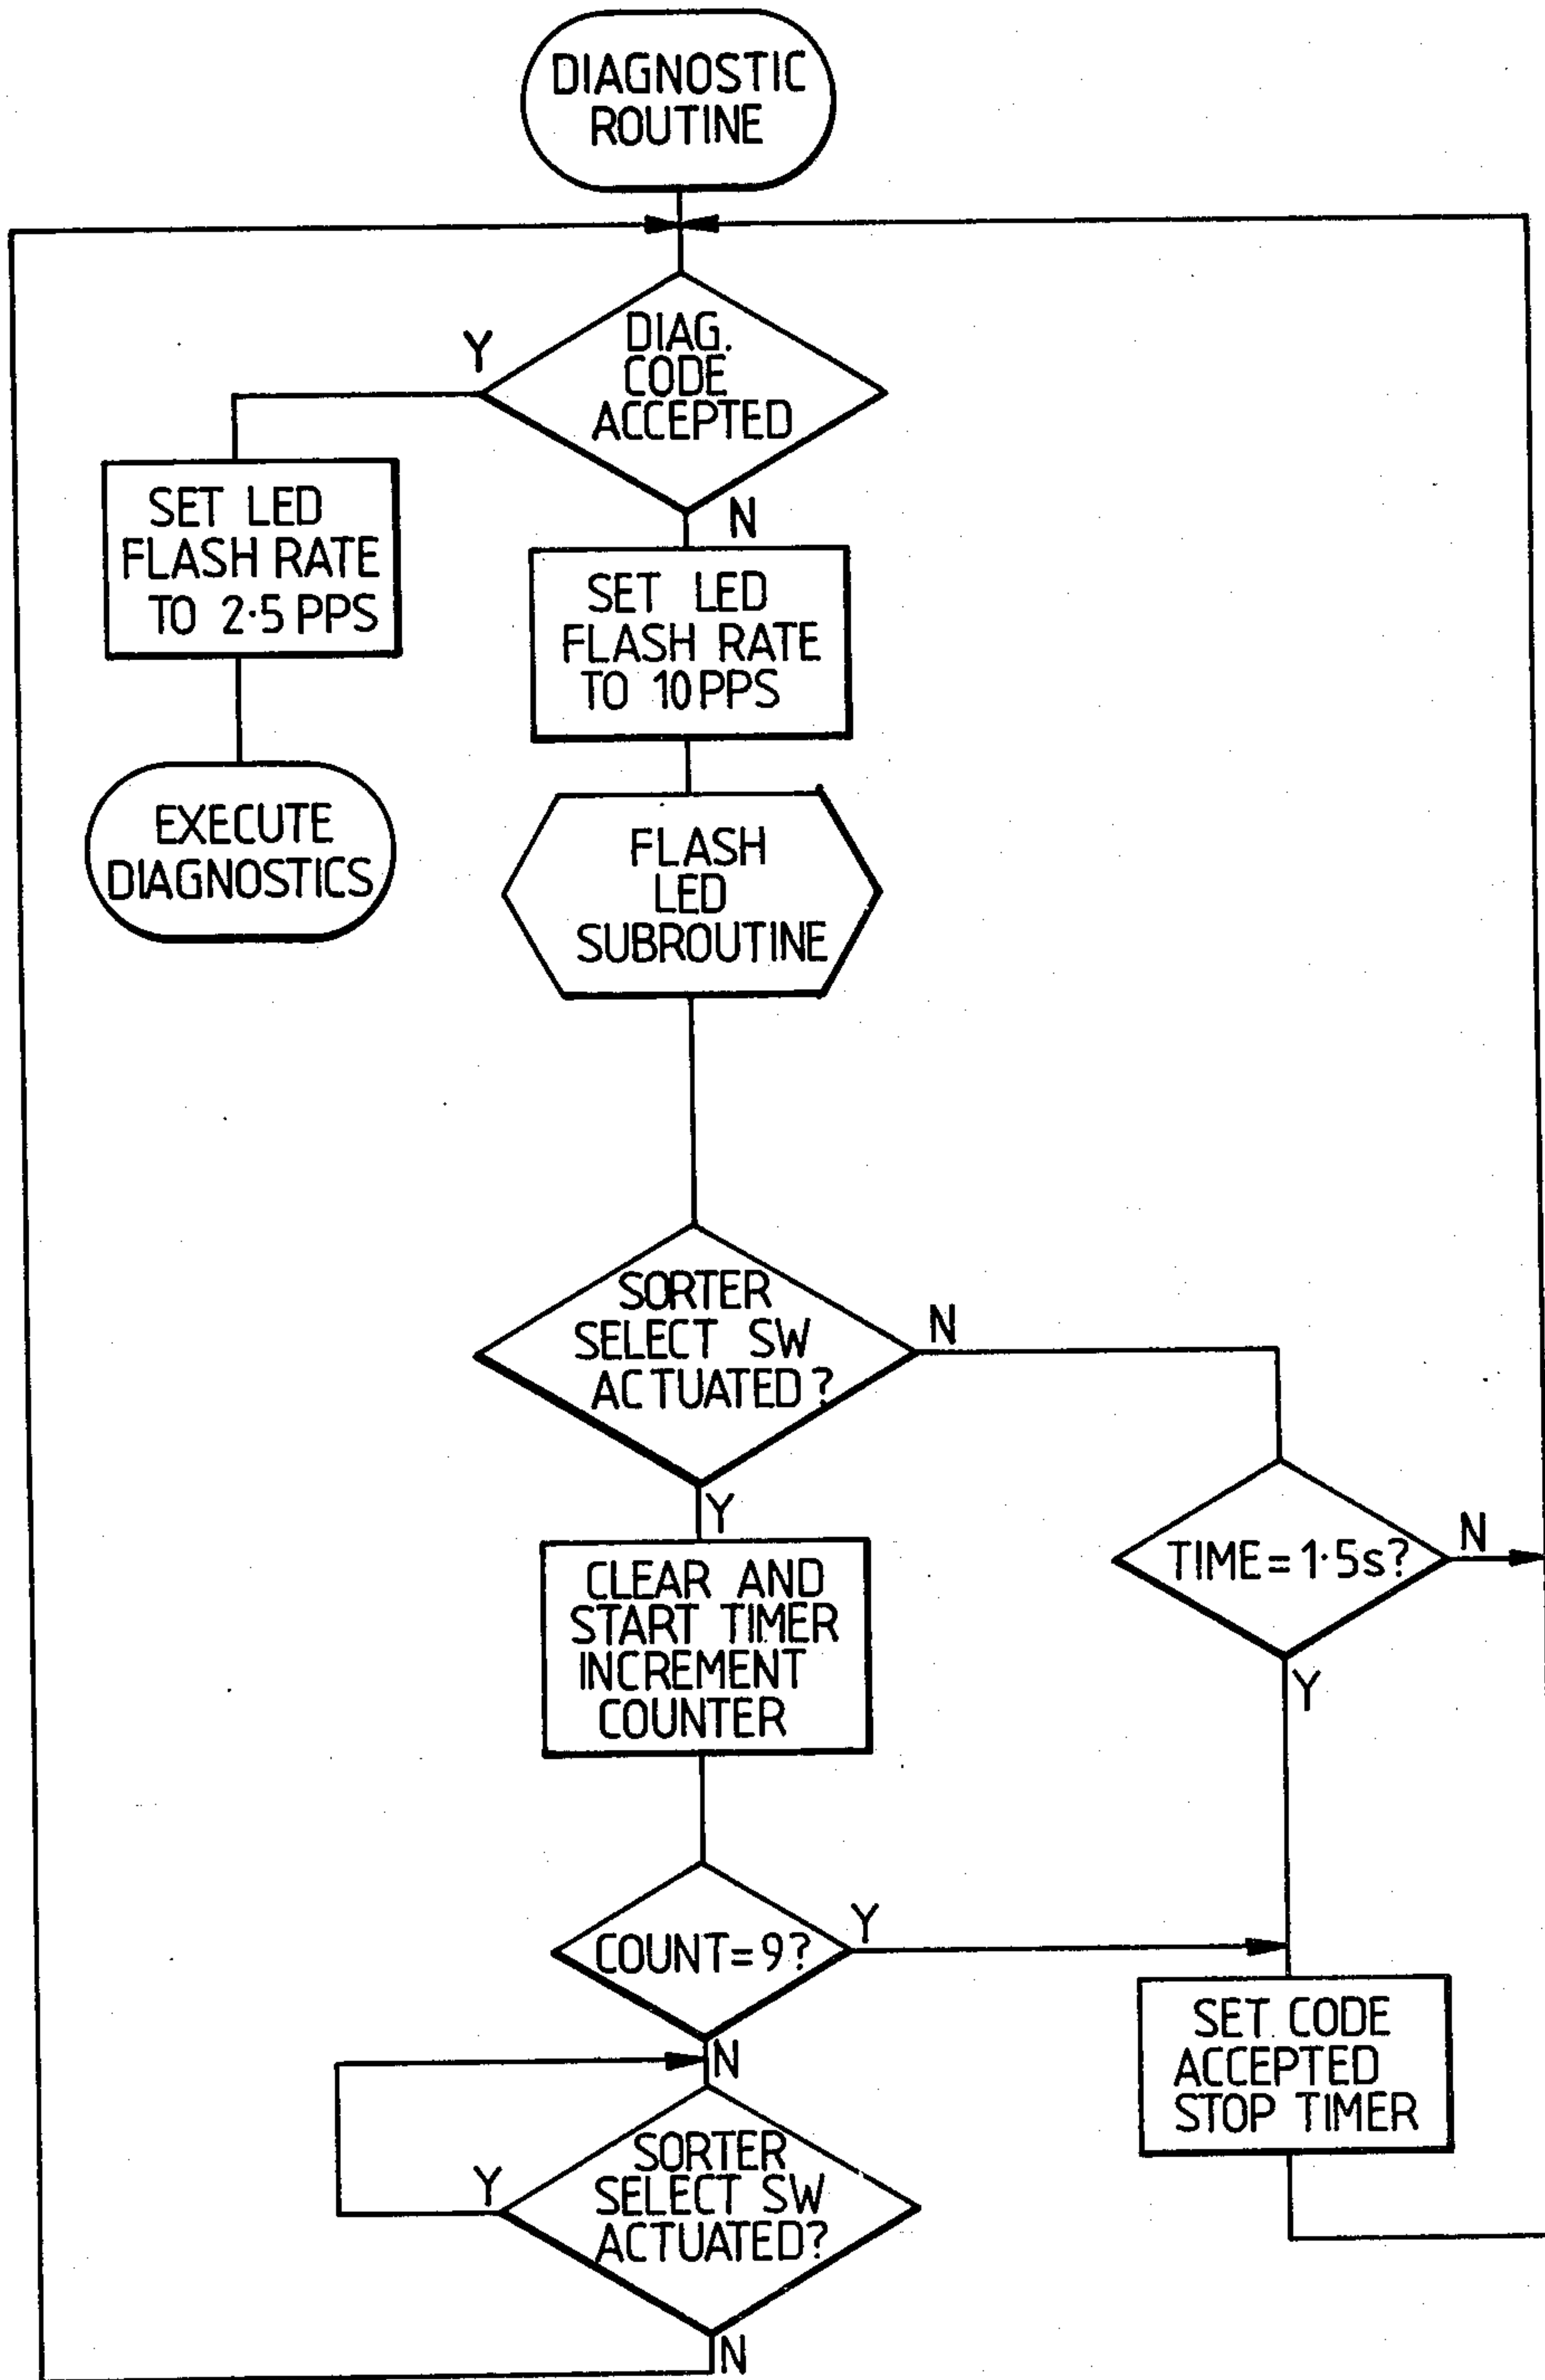 DIAGNOSTIC
ROUTINE
DIAG.
CODE
ACCEPTED
Y
N
SET LED
FLASH RATE
TO 2·5 PPS
EXECUTE
DIAGNOSTICS
SET LED
FLASH RATE
TO 10 PPS
FLASH
LED
SUBROUTINE
SORTER
SELECT SW
ACTUATED?
N
Y
TIME = 1·5s?
N
Y
CLEAR AND
START TIMER
INCREMENT
COUNTER
COUNT = 9?
Y
N
SET CODE
ACCEPTED
STOP TIMER
SORTER
SELECT SW
ACTUATED?
Y
N